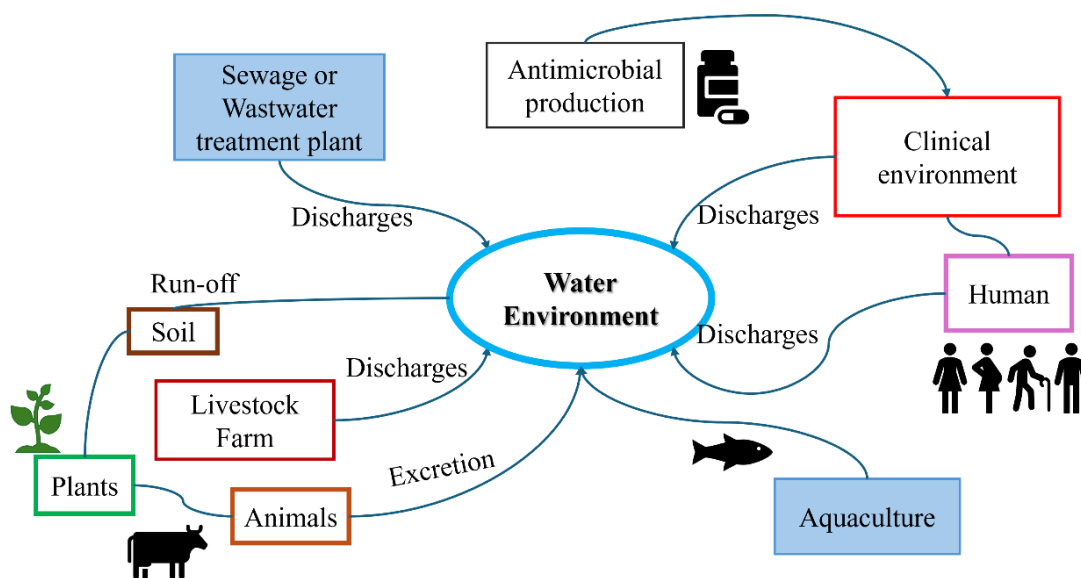 Sewage or
Wastwater
treatment plant
Antimicrobial
production
Clinical
environment
Discharges
Discharges
Water
Environment
Run-off
Soil
Human
Discharges
Discharges
Livestock
Farm
Excretion
Plants
Animals
Aquaculture